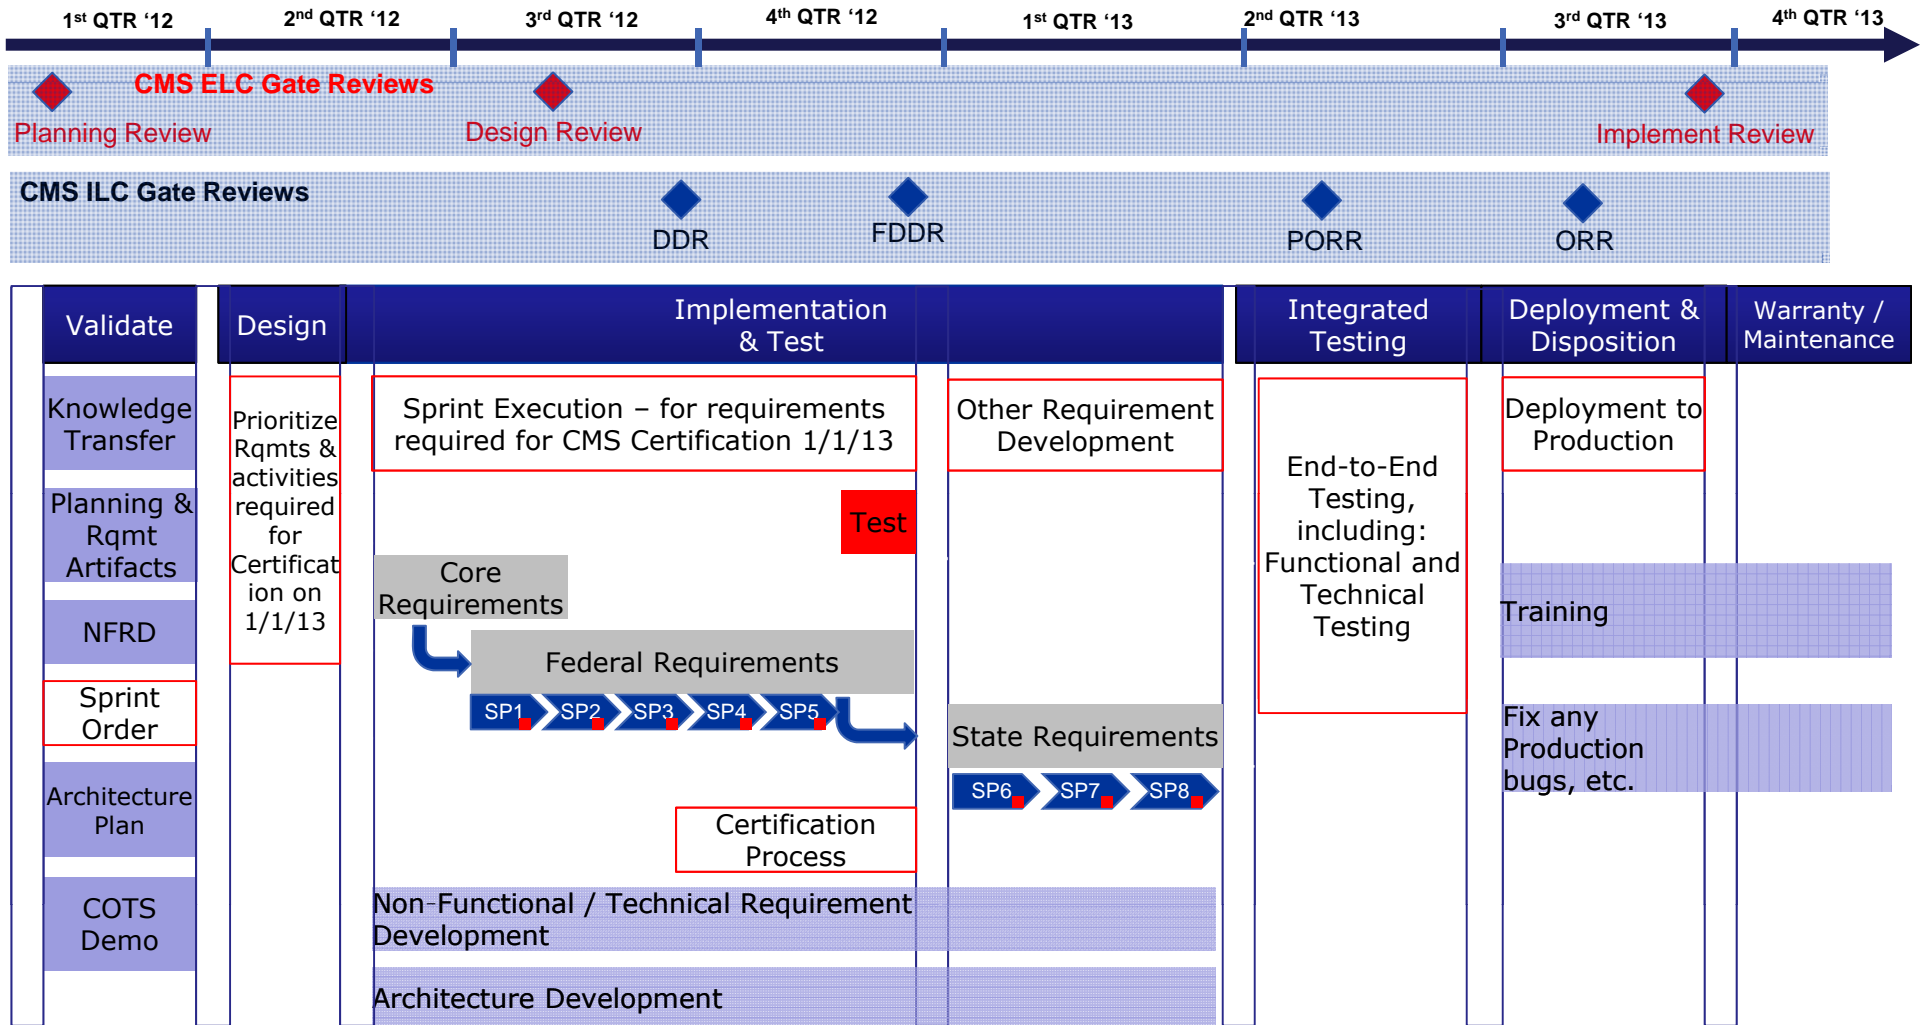 1st QTR ‘12
2nd QTR ‘12
3rd QTR ‘12
4th QTR ‘12
1st QTR ‘13
2nd QTR ‘13
3rd QTR ‘13
4th QTR ‘13
CMS ELC Gate Reviews
Planning Review
Design Review
Implement Review
CMS ILC Gate Reviews
DDR
FDDR
PORR
ORR
Validate
Design
Implementation
& Test
Integrated
Testing
Deployment &
Disposition
Warranty /
Maintenance
Knowledge
Transfer
Planning &
Rqmt
Artifacts
NFRD
Sprint
Order
Architecture
Plan
COTS
Demo
Prioritize
Rqmts &
activities
required
for
Certificat
ion on
1/1/13
Sprint Execution – for requirements
required for CMS Certification 1/1/13
Test
Core
Requirements
Federal Requirements
SP1
SP2
SP3
SP4
SP5
Certification
Process
Non-Functional / Technical Requirement
Development
Architecture Development
Other Requirement
Development
State Requirements
SP6
SP7
SP8
End-to-End
Testing,
including:
Functional and
Technical
Testing
Deployment to
Production
Training
Fix any
Production
bugs, etc.